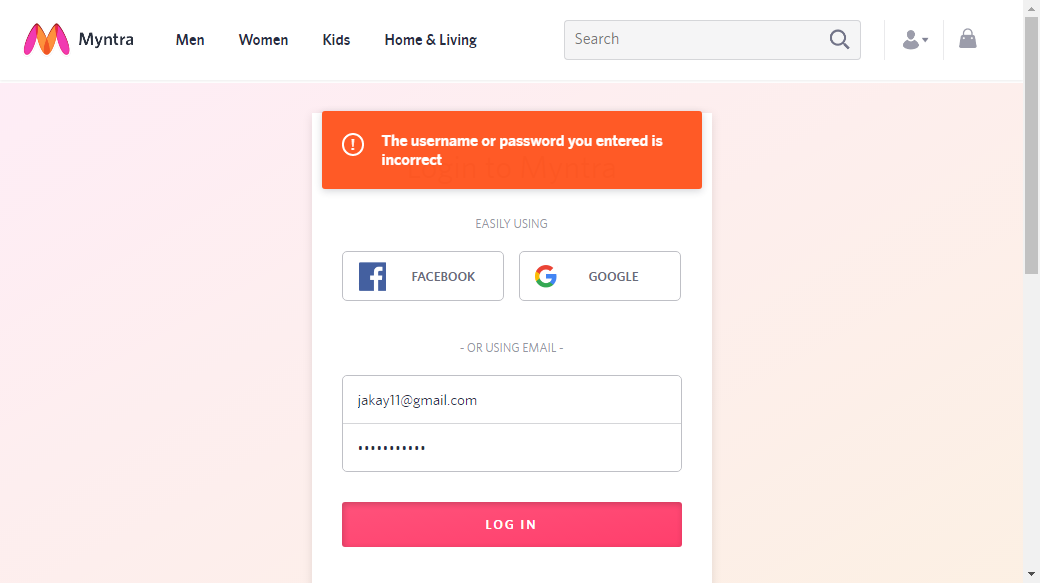 Myntra
Men
Women
Kids
Home & Living
Search
The username or password you entered is
incorrect
EASILY USING
FACEBOOK
GOOGLE
- OR USING EMAIL -
jakay11@gmail.com
•••••••••••
LOG IN